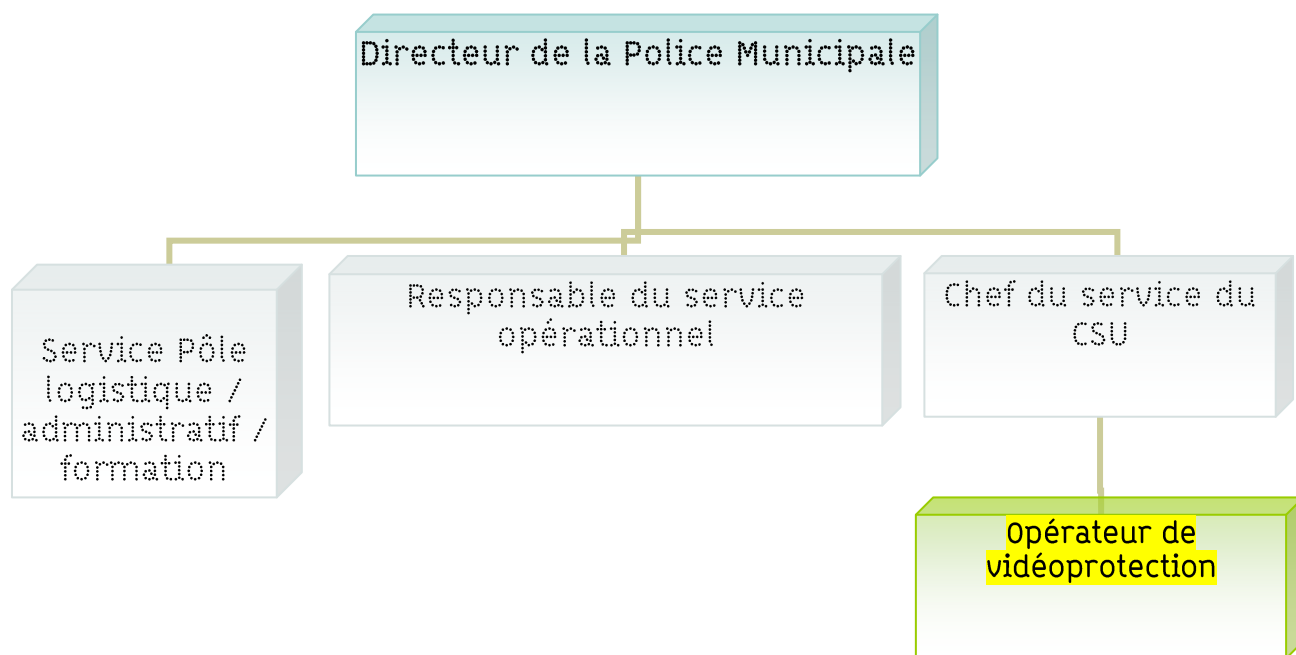 Directeur de la Police Municipale
Service Pôle
logistique /
administratif /
formation
Responsable du service
opérationnel
Chef du service du
CSU
Opérateur de
vidéoprotection